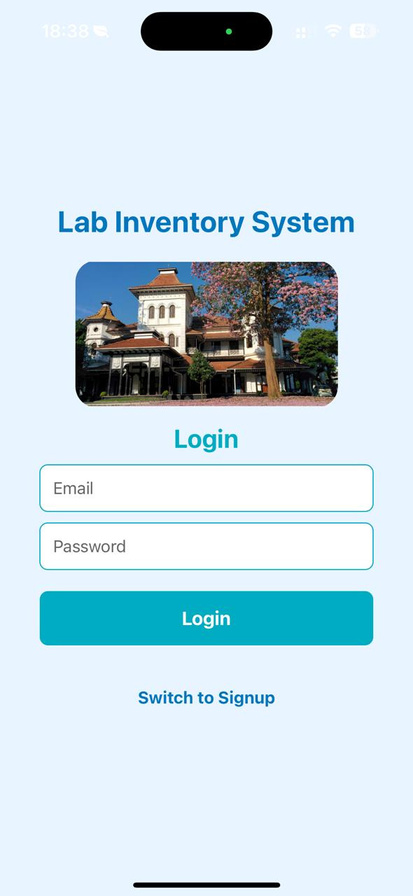 18:38
Lab Inventory System
Login
Email
Password
Login
Switch to Signup